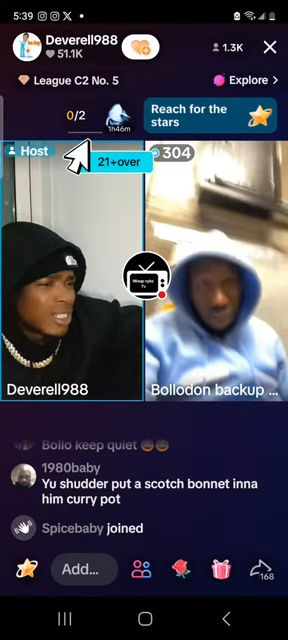 5:39
Deverell988
51.1K
1.3K
League C2 No. 5
Explore >
0/2
1h46m
Reach for the
stars
21+over
Host
304
Deverell988
Bollodon backup ...
Bollo keep quiet 😩😩
1980baby
Yu shudder put a scotch bonnet inna
him curry pot
Spicebaby joined
Add...
168